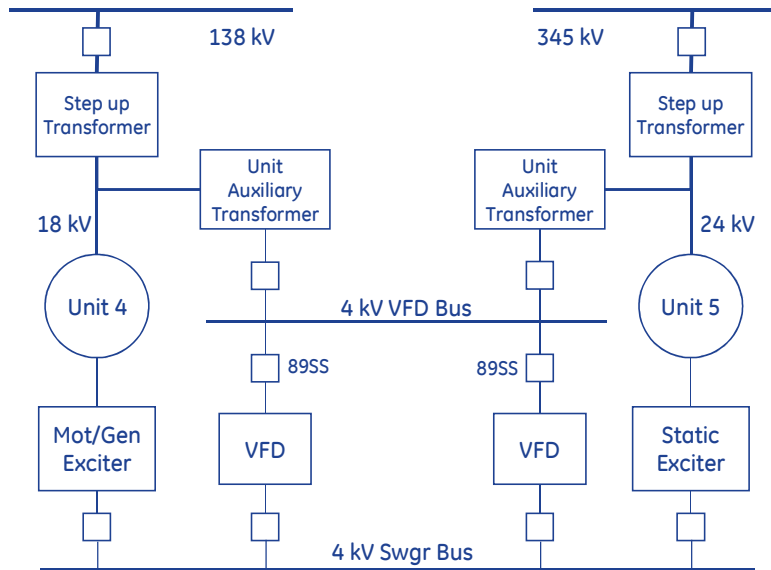 138 kV
345 kV
Step up
Transformer
Step up
Transformer
Unit
Auxiliary
Transformer
Unit
Auxiliary
Transformer
18 kV
24 kV
Unit 4
4 kV VFD Bus
Unit 5
89SS
89SS
Mot/Gen
Exciter
VFD
VFD
Static
Exciter
4 kV Swgr Bus